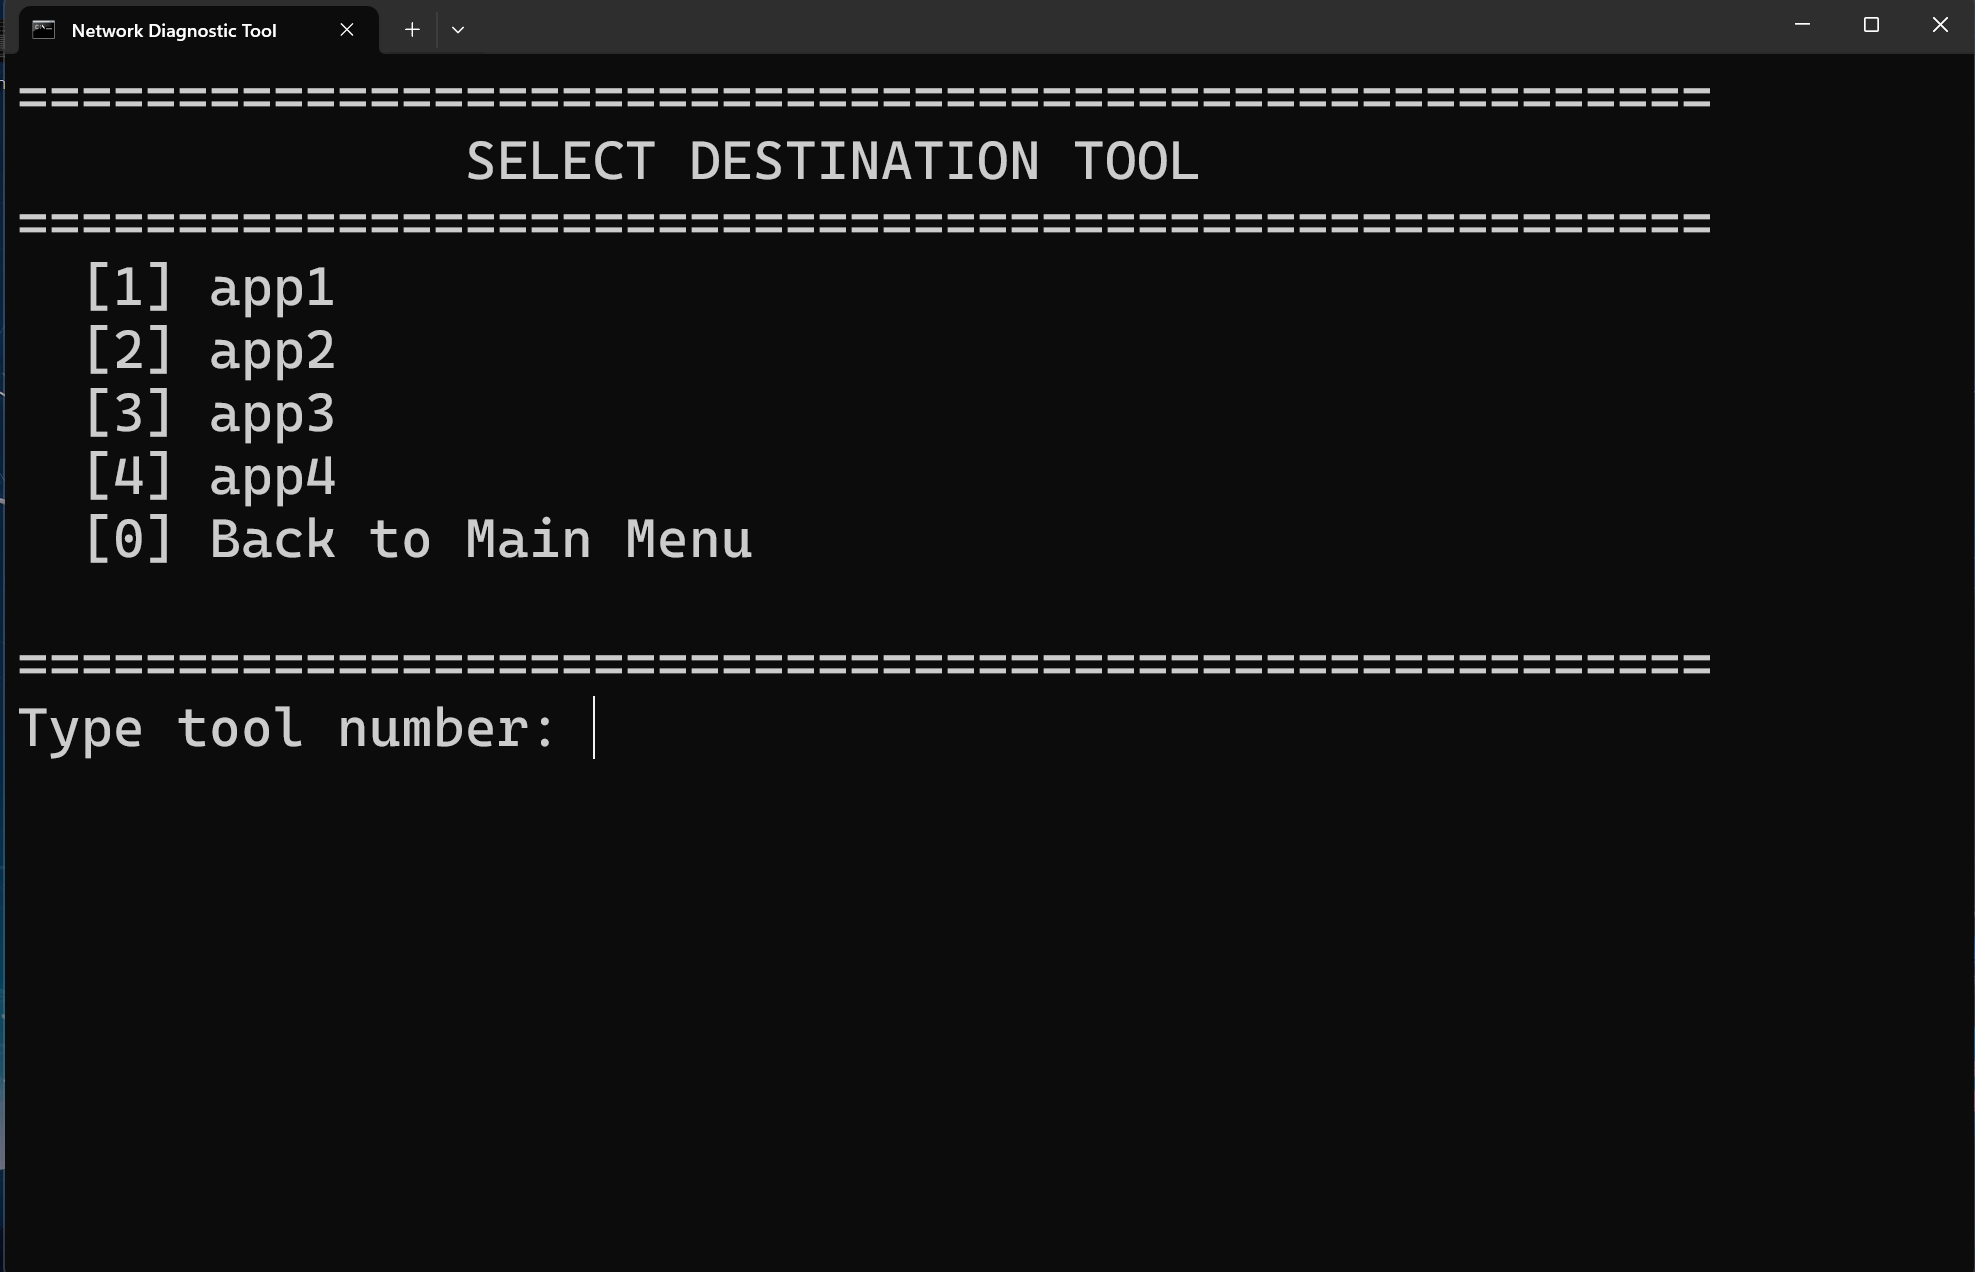 Network Diagnostic Tool
=====================================================
SELECT DESTINATION TOOL
=====================================================
[1] app1
[2] app2
[3] app3
[4] app4
[0] Back to Main Menu
=====================================================
Type tool number: